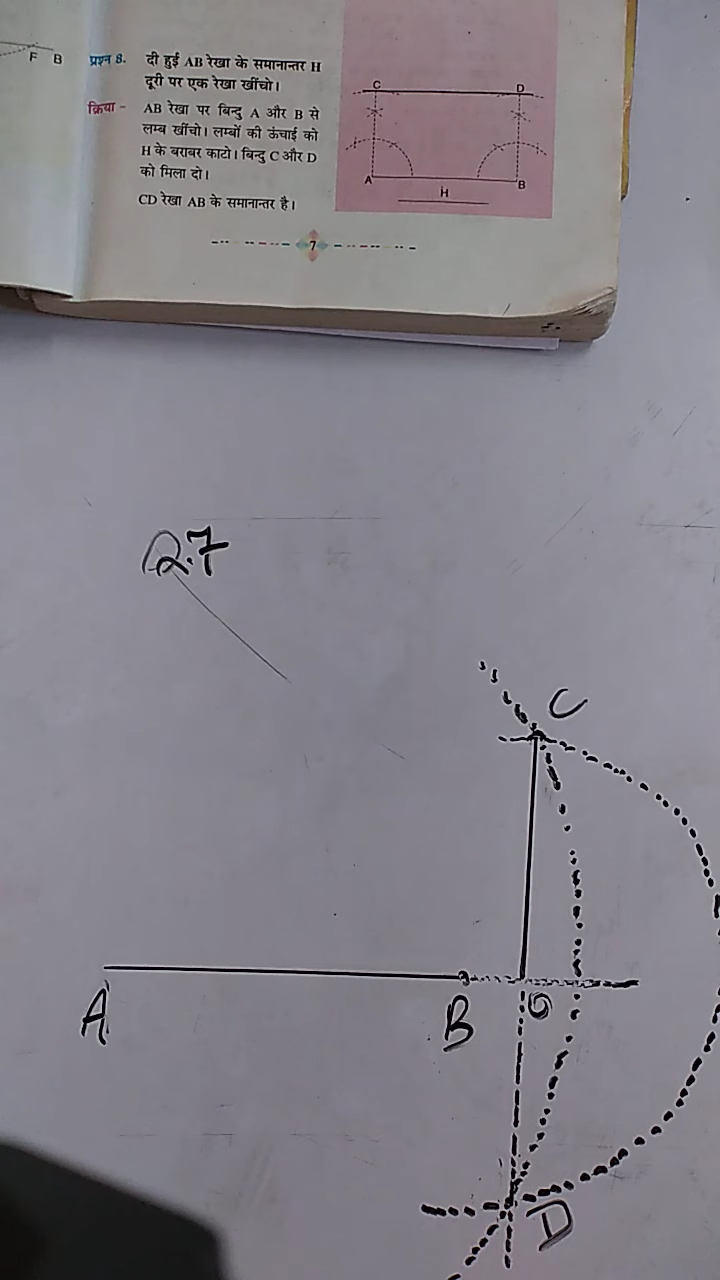 F B
प्रश्न 8. दी हुई AB रेखा के समानान्तर H
दूरी पर एक रेखा खींचो।
क्रिया - AB रेखा पर बिन्दु A और B से
लम्ब खींचो। लम्बों की ऊंचाई को
H के बराबर काटो। बिन्दु C और D
को मिला दो।
CD रेखा AB के समानान्तर है।
C D
A B
H
7
Q.7
C
A B O
D